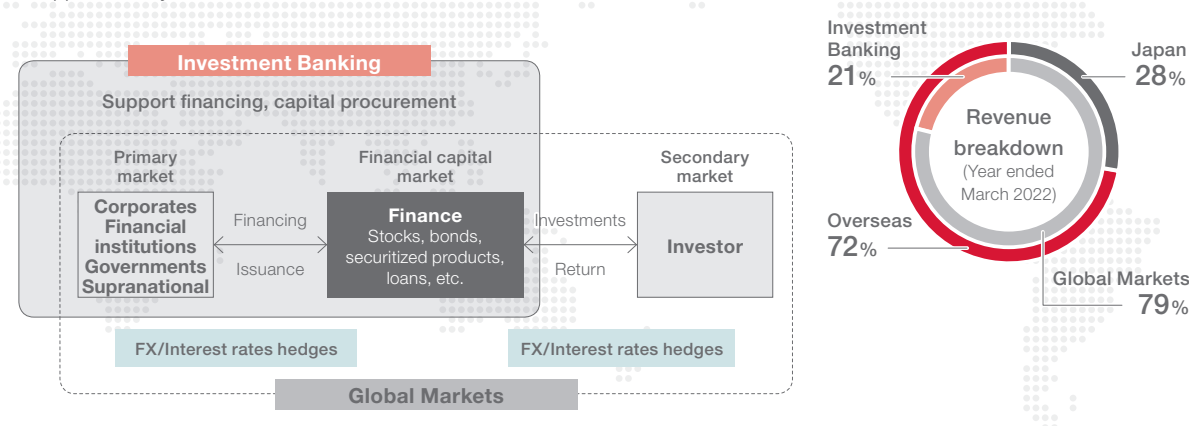 Investment Banking
Support financing, capital procurement
Primary
market
Financial capital
market
Secondary
market
Corporates
Financial
institutions
Governments
Supranational
Financing
Issuance
Finance
Stocks, bonds,
securitized products,
loans, etc.
Investments
Return
Investor
FX/Interest rates hedges
FX/Interest rates hedges
Global Markets
Investment
Banking
21%
Japan
28%
Revenue
breakdown
(Year ended
March 2022)
Overseas
72%
Global Markets
79%